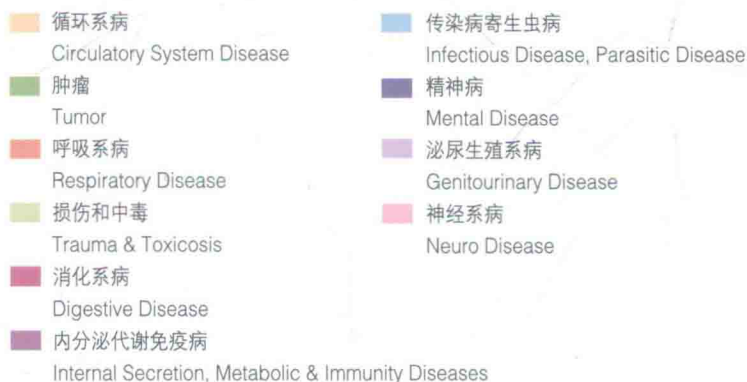 循环系病
Circulatory System Disease
肿瘤
Tumor
呼吸系病
Respiratory Disease
损伤和中毒
Trauma & Toxicosis
消化系病
Digestive Disease
内分泌代谢免疫病
Internal Secretion, Metabolic & Immunity Diseases
传染病寄生虫病
Infectious Disease, Parasitic Disease
精神病
Mental Disease
泌尿生殖系病
Genitourinary Disease
神经系病
Neuro Disease